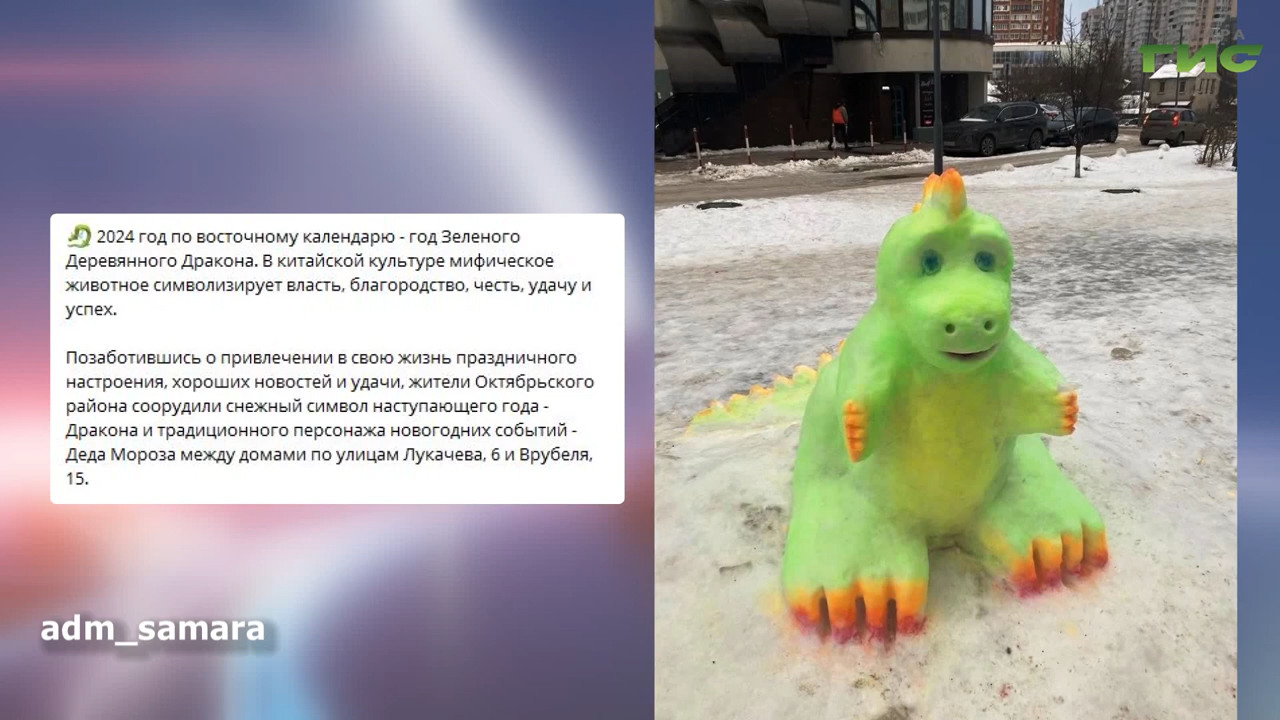 2024 год по восточному календарю - год Зеленого
Деревянного Дракона. В китайской культуре мифическое
животное символизирует власть, благородство, честь, удачу и
успех.
Позаботившись о привлечении в свою жизнь праздничного
настроения, хороших новостей и удачи, жители Октябрьского
района соорудили снежный символ наступающего года -
Дракона и традиционного персонажа новогодних событий -
Деда Мороза между домами по улицам Лукачева, 6 и Врубеля,
15.
adm_samara
ГИС